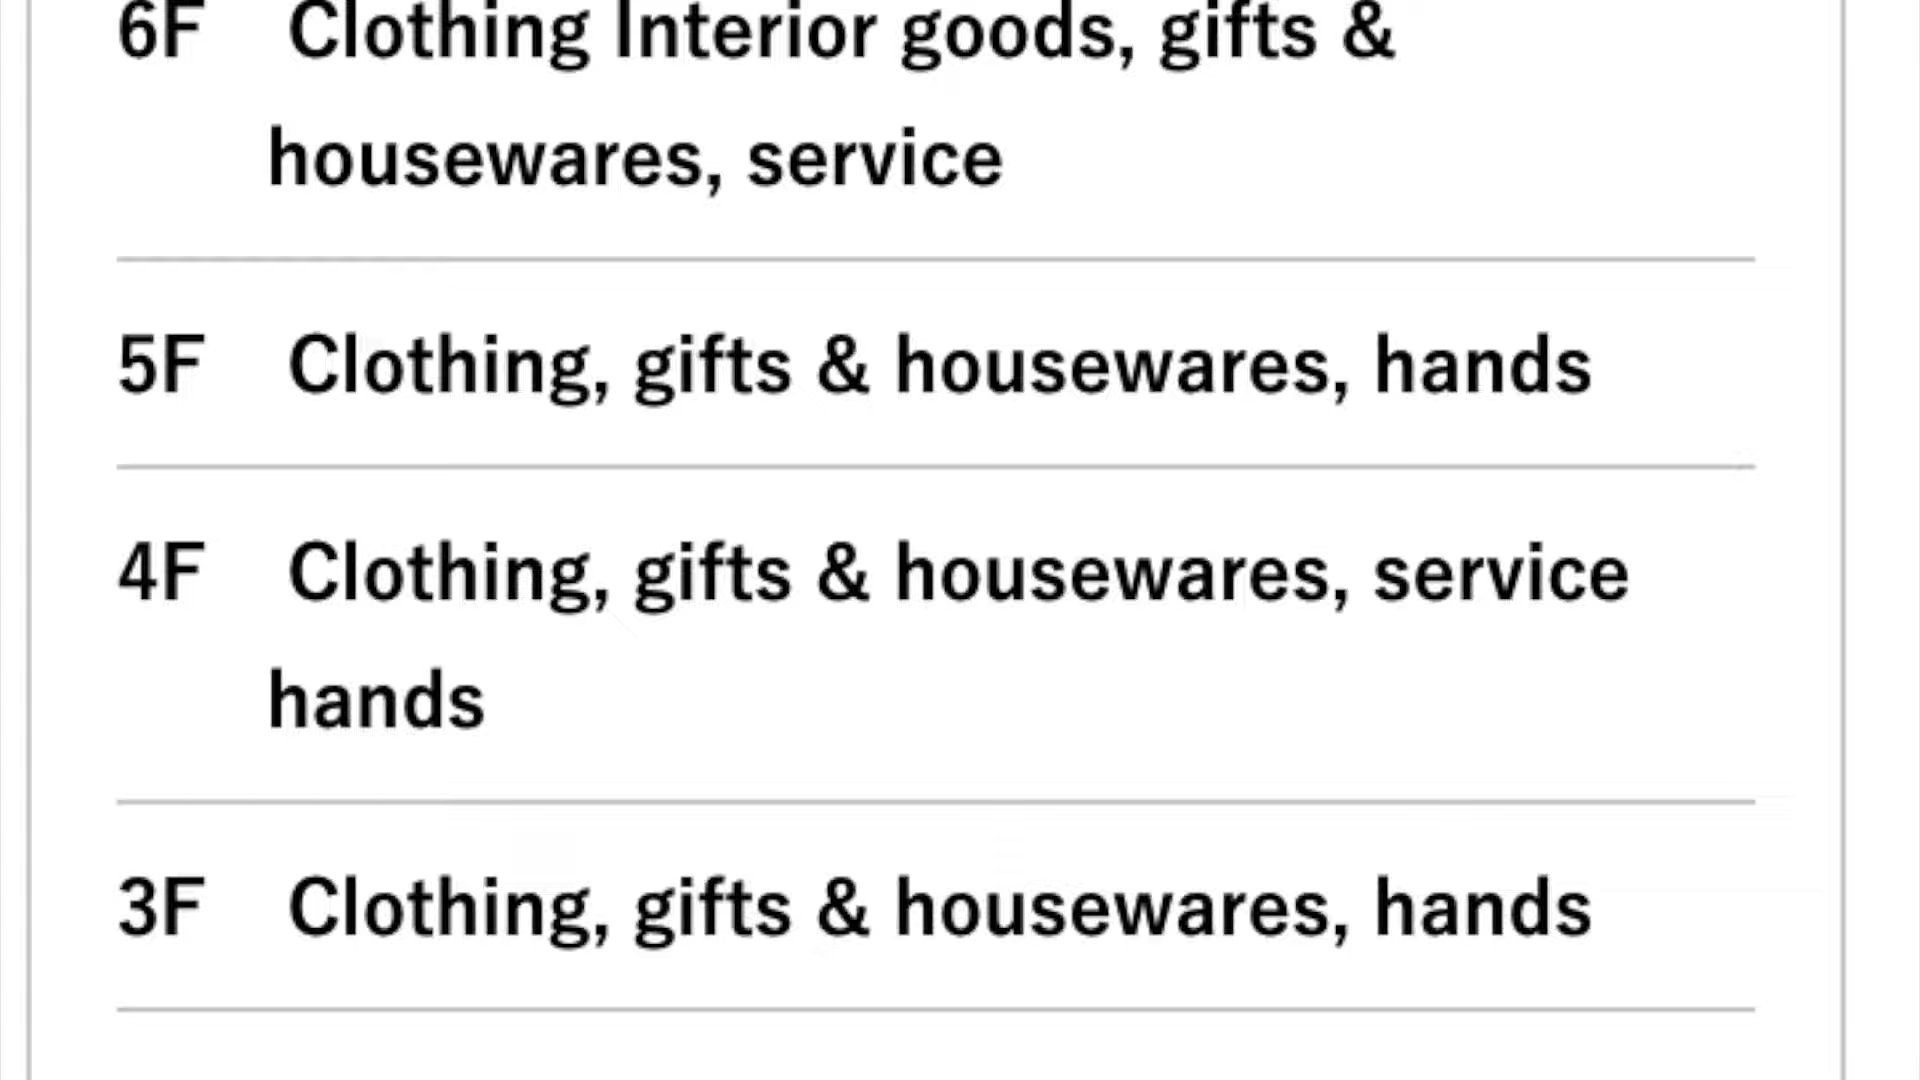 6F Clothing Interior goods, gifts &
housewares, service
5F Clothing, gifts & housewares, hands
4F Clothing, gifts & housewares, service
hands
3F Clothing, gifts & housewares, hands